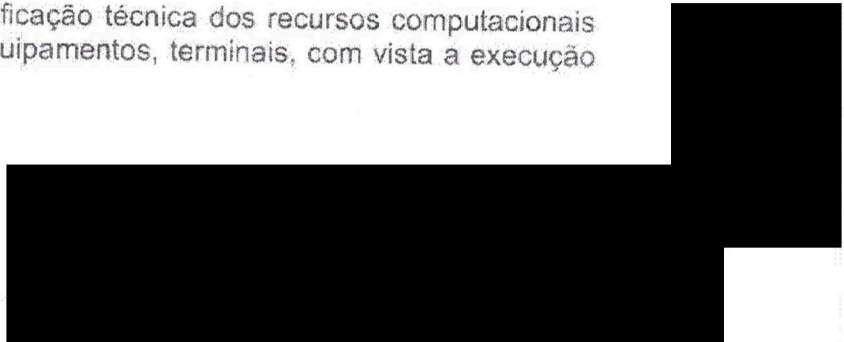 ficação técnica dos recursos computacionais
uipamentos, terminais, com vista a execução